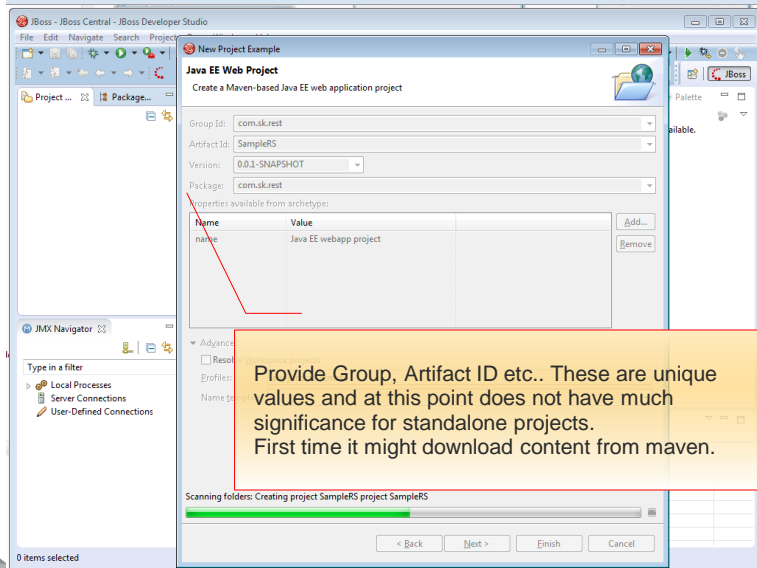 JBoss - JBoss Central - JBoss Developer Studio
File Edit Navigate Search Project
New Project Example
Java EE Web Project
Create a Maven-based Java EE web application project
JBoss
Project ...
Package...
Palette
ailable.
Group Id: com.sk.rest
Artifact Id: SampleRS
Version: 0.0.1-SNAPSHOT
Package: com.sk.rest
Properties available from archetype:
Name Value
name Java EE webapp project
Add...
Remove
JMX Navigator
Type in a filter
Local Processes
Server Connections
User-Defined Connections
Advance
Resol
Profiles:
Name
Provide Group, Artifact ID etc.. These are unique
values and at this point does not have much
significance for standalone projects.
First time it might download content from maven.
Scanning folders: Creating project SampleRS project SampleRS
< Back Next > Finish Cancel
0 items selected